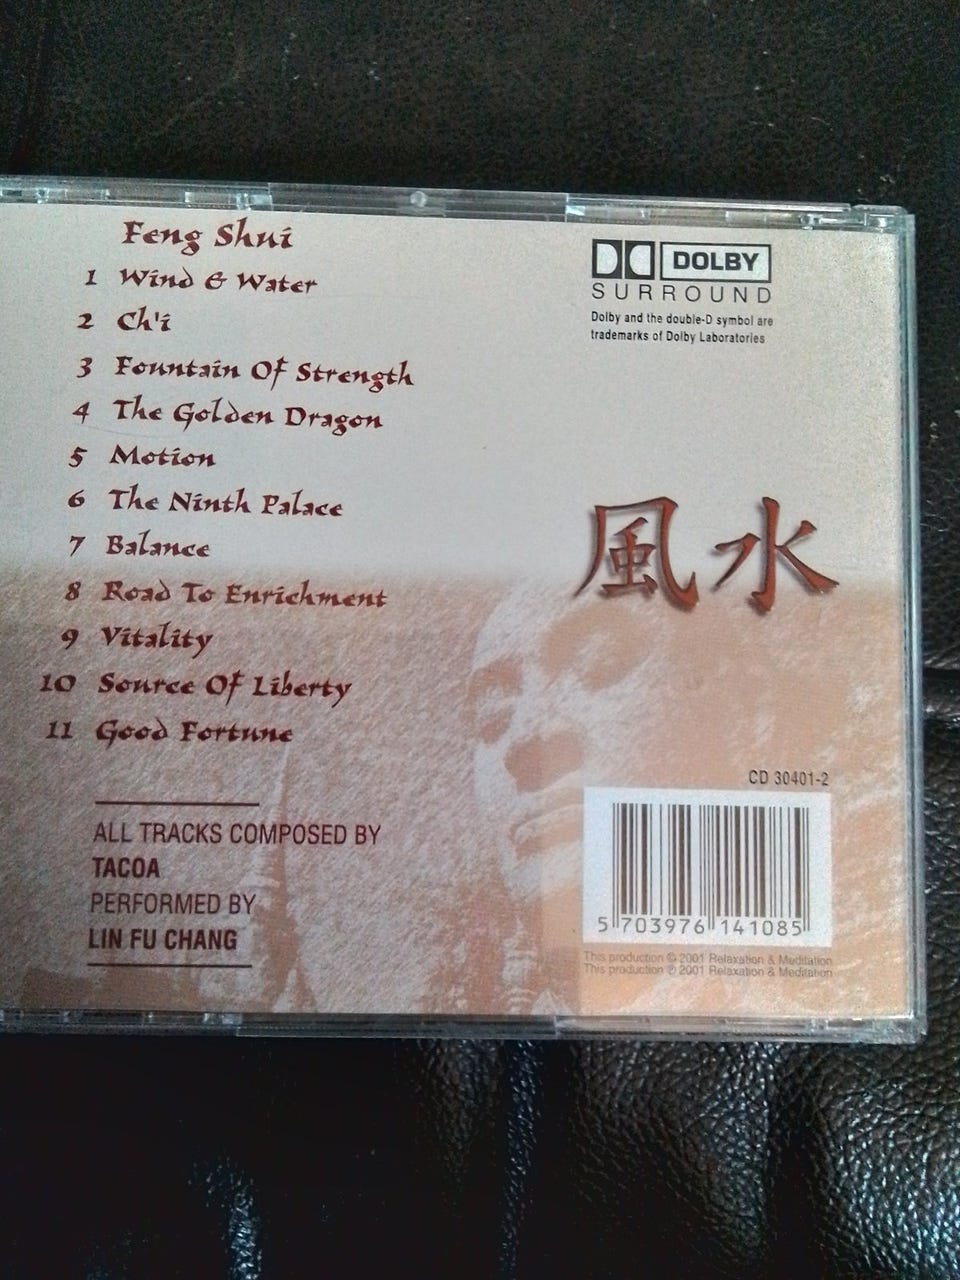 Feng Shui
1 Wind & Water
2 Ch'i
3 Fountain Of Strength
4 The Golden Dragon
5 Motion
6 The Ninth Palace
7 Balance
8 Road To Enrichment
9 Vitality
10 Source Of Liberty
11 Good Fortune
ALL TRACKS COMPOSED BY
TACOA
PERFORMED BY
LIN FU CHANG
DOLBY
SURROUND
Dolby and the double-D symbol are
trademarks of Dolby Laboratories
風水
CD 30401-2
5 703976 141085
This production © 2001 Relaxation & Meditation
This production ℗ 2001 Relaxation & Meditation